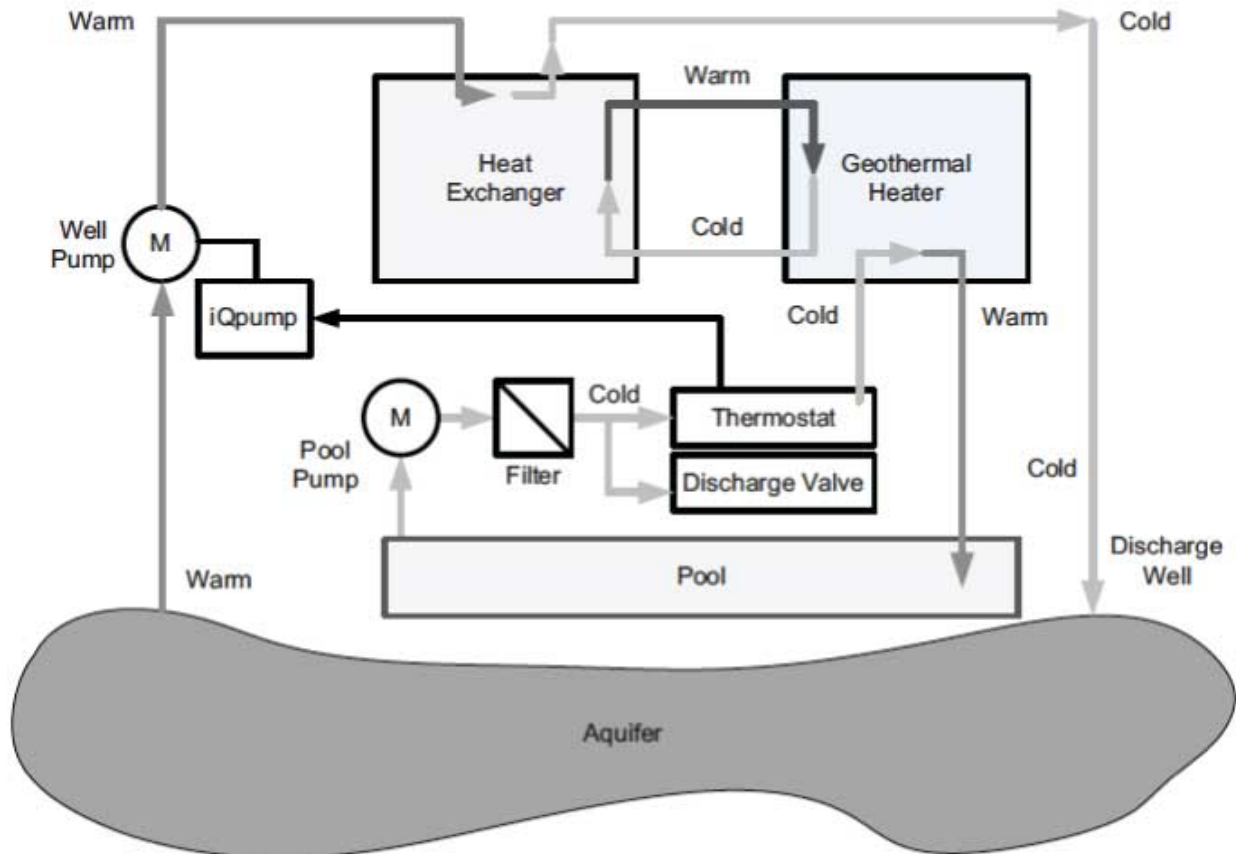 Warm
Cold
Warm
Heat
Exchanger
Geothermal
Heater
Well
Pump
M
Cold
iQpump
Cold
Warm
M
Cold
Thermostat
Pool
Pump
Filter
Discharge Valve
Cold
Warm
Pool
Discharge
Well
Aquifer